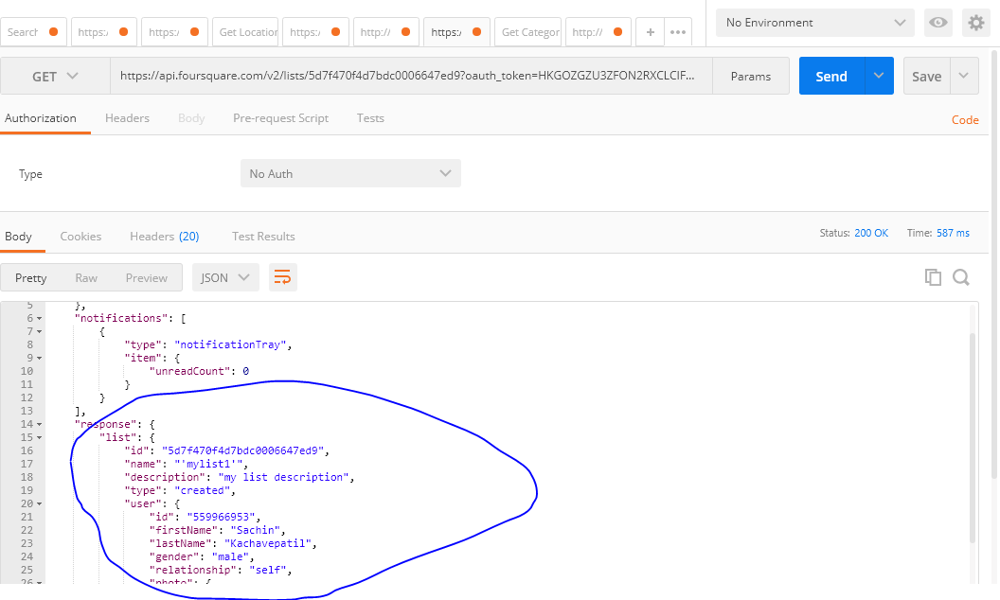 Search https:/ https:/ Get Location https:/ http:// https:/ Get Categor http:// + ••• No Environment
GET https://api.foursquare.com/v2/lists/5d7f470f4d7bdc0006647ed9?oauth_token=HKGOZGZU3ZFON2RXCLCIF... Params Send Save
Authorization Headers Body Pre-request Script Tests Code
Type No Auth
Body Cookies Headers (20) Test Results Status: 200 OK Time: 587 ms
Pretty Raw Preview JSON
5 },
6 "notifications": [
7 {
8 "type": "notificationTray",
9 "item": {
10 "unreadCount": 0
11 }
12 }
13 ],
14 "response": {
15 "list": {
16 "id": "5d7f470f4d7bdc0006647ed9",
17 "name": "'mylist1'",
18 "description": "my list description",
19 "type": "created",
20 "user": {
21 "id": "559966953",
22 "firstName": "Sachin",
23 "lastName": "Kachavepatil",
24 "gender": "male",
25 "relationship": "self",
26 "photo": {